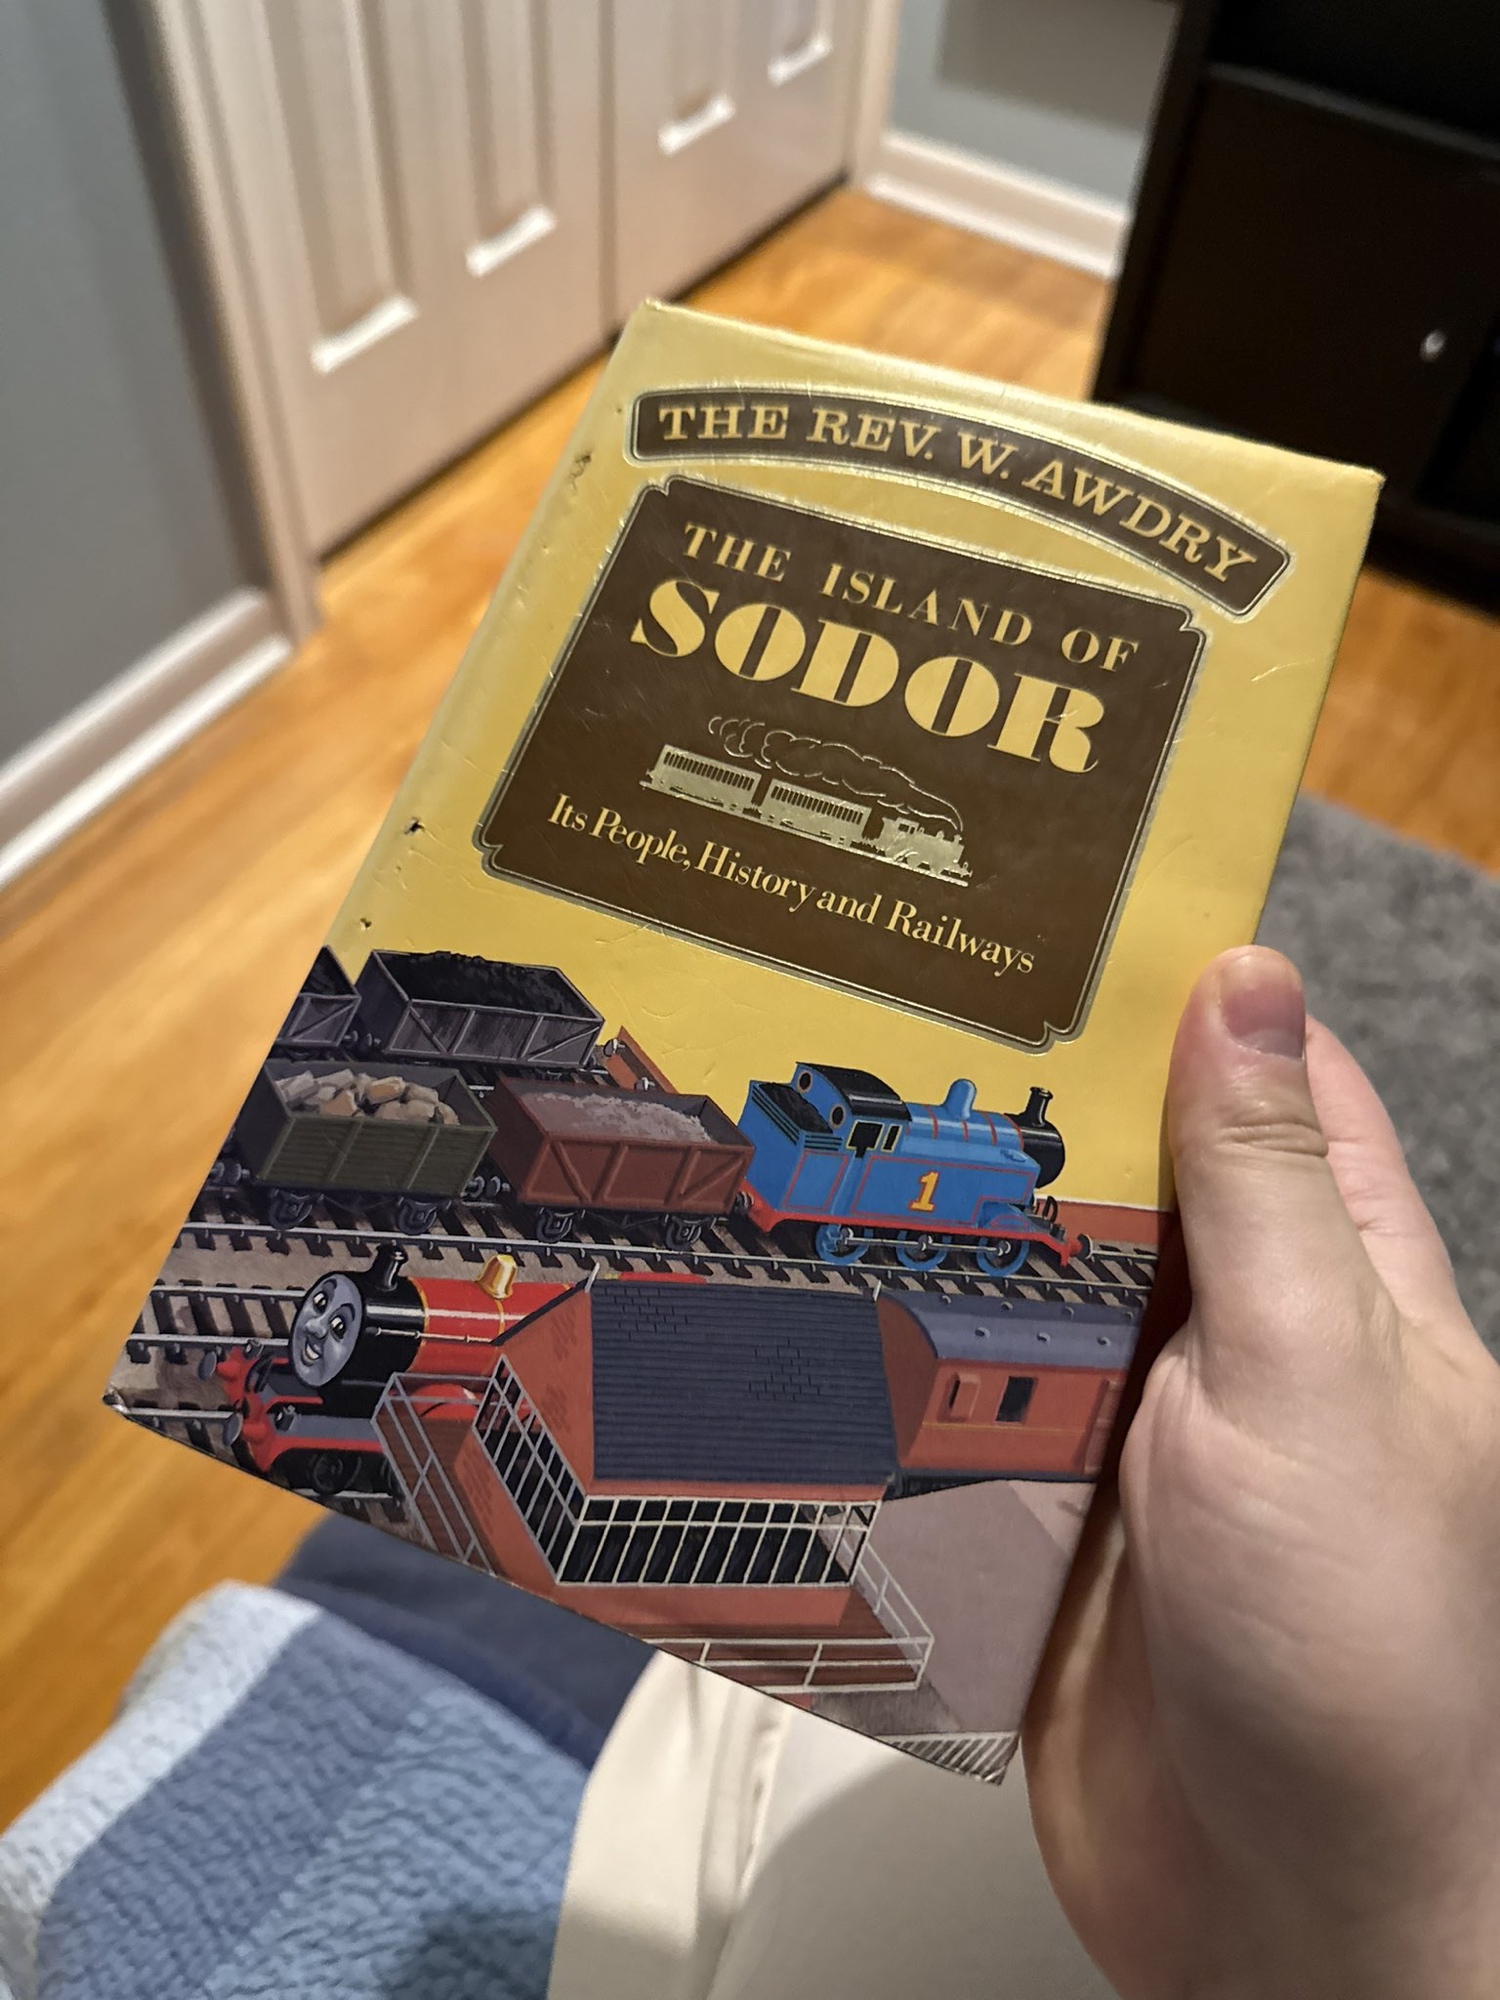 THE REV. W. AWDRY
THE ISLAND OF
SODOR
Its People, History and Railways
1